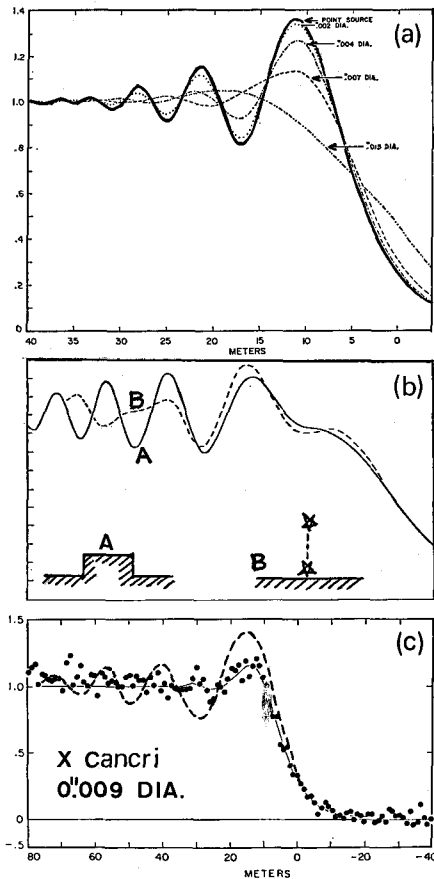 1.4
1.2
1.0
.8
.6
.4
.2
0
(a)
POINT SOURCE
".002 DIA.
".004 DIA.
".007 DIA.
".013 DIA.
40 35 30 25 20 15 10 5 0
METERS
(b)
B
A
A
B
(c)
1.0
.5
0
-.5
X Cancri
0".009 DIA.
80 60 40 20 0 -20 -40
METERS